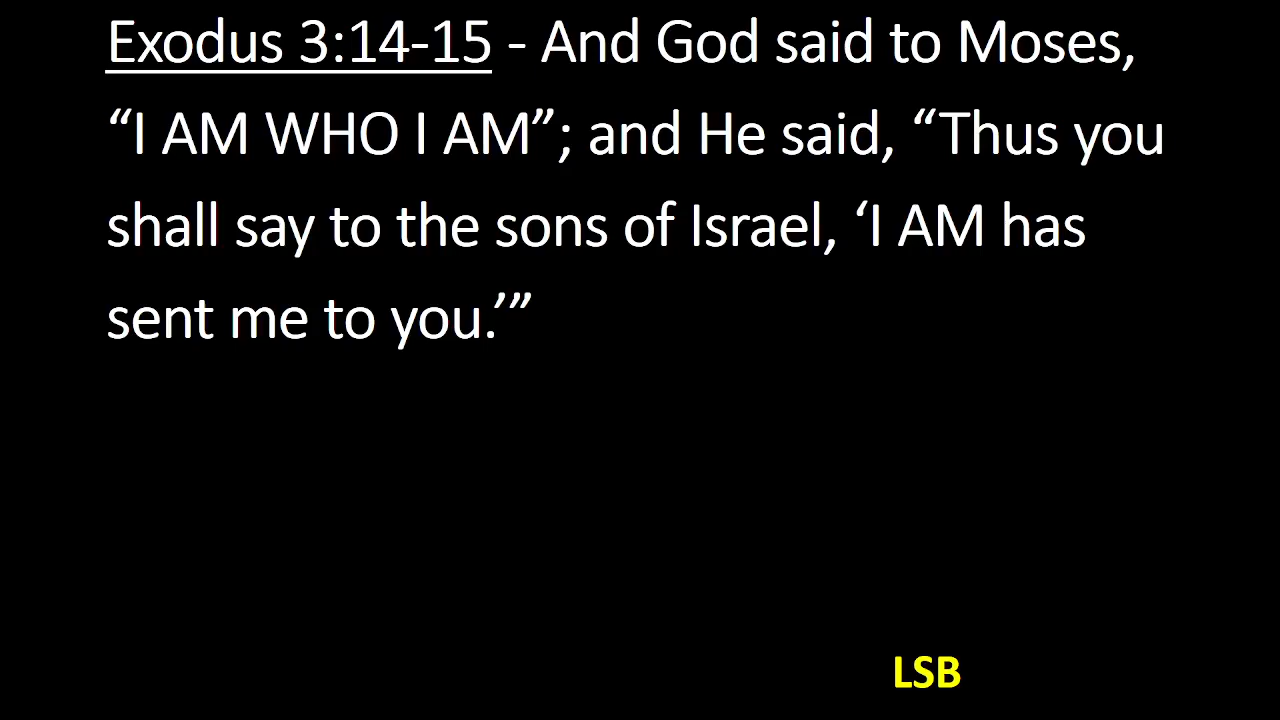 Exodus 3:14-15 - And God said to Moses,
“I AM WHO I AM”; and He said, “Thus you
shall say to the sons of Israel, ‘I AM has
sent me to you.’”
LSB